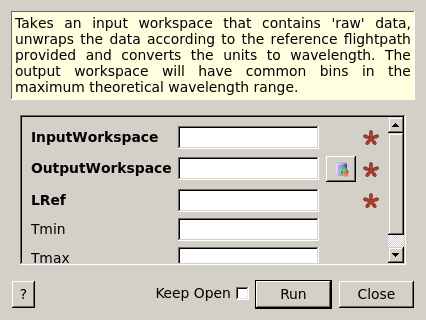 Takes an input workspace that contains 'raw' data,
unwraps the data according to the reference flightpath
provided and converts the units to wavelength. The
output workspace will have common bins in the
maximum theoretical wavelength range.
InputWorkspace
OutputWorkspace
LRef
Tmin
Tmax
? Keep Open Run Close